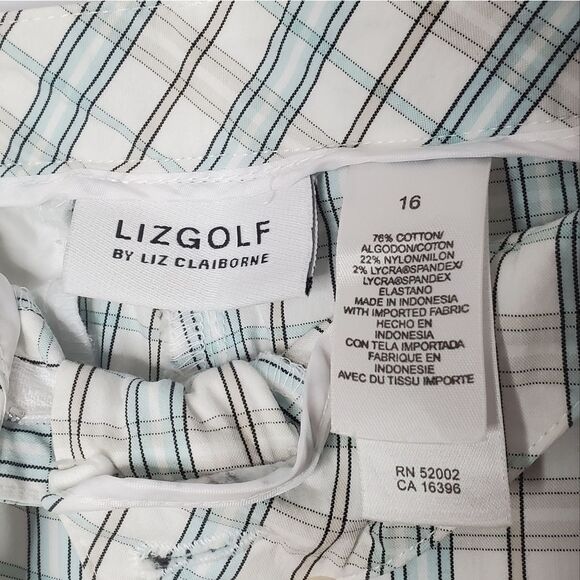 LIZGOLF
BY LIZ CLAIBORNE
16
76% COTTON/
ALGODON/COTON
22% NYLON/NILON
2% LYCRA®SPANDEX/
LYCRA®SPANDEX
ELASTANO
MADE IN INDONESIA
WITH IMPORTED FABRIC
HECHO EN
INDONESIA
CON TELA IMPORTADA
FABRIQUE EN
INDONESIE
AVEC DU TISSU IMPORTE
RN 52002
CA 16396